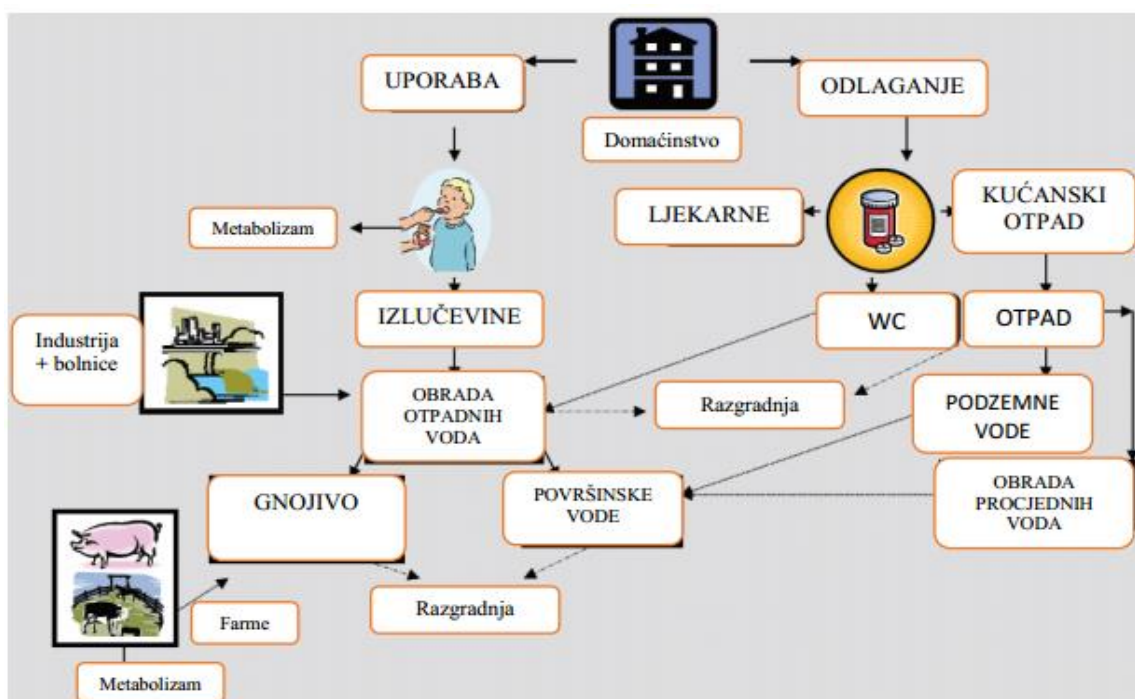 UPORABA
Domaćinstvo
ODLAGANJE
Metabolizam
LJEKARNE
KUĆANSKI
OTPAD
Industrija
+ bolnice
IZLUČEVINE
WC
OTPAD
OBRADA
OTPADNIH
VODA
Razgradnja
PODZEMNE
VODE
GNOJIVO
POVRŠINSKE
VODE
OBRADA
PROCJEDNIH
VODA
Farme
Razgradnja
Metabolizam